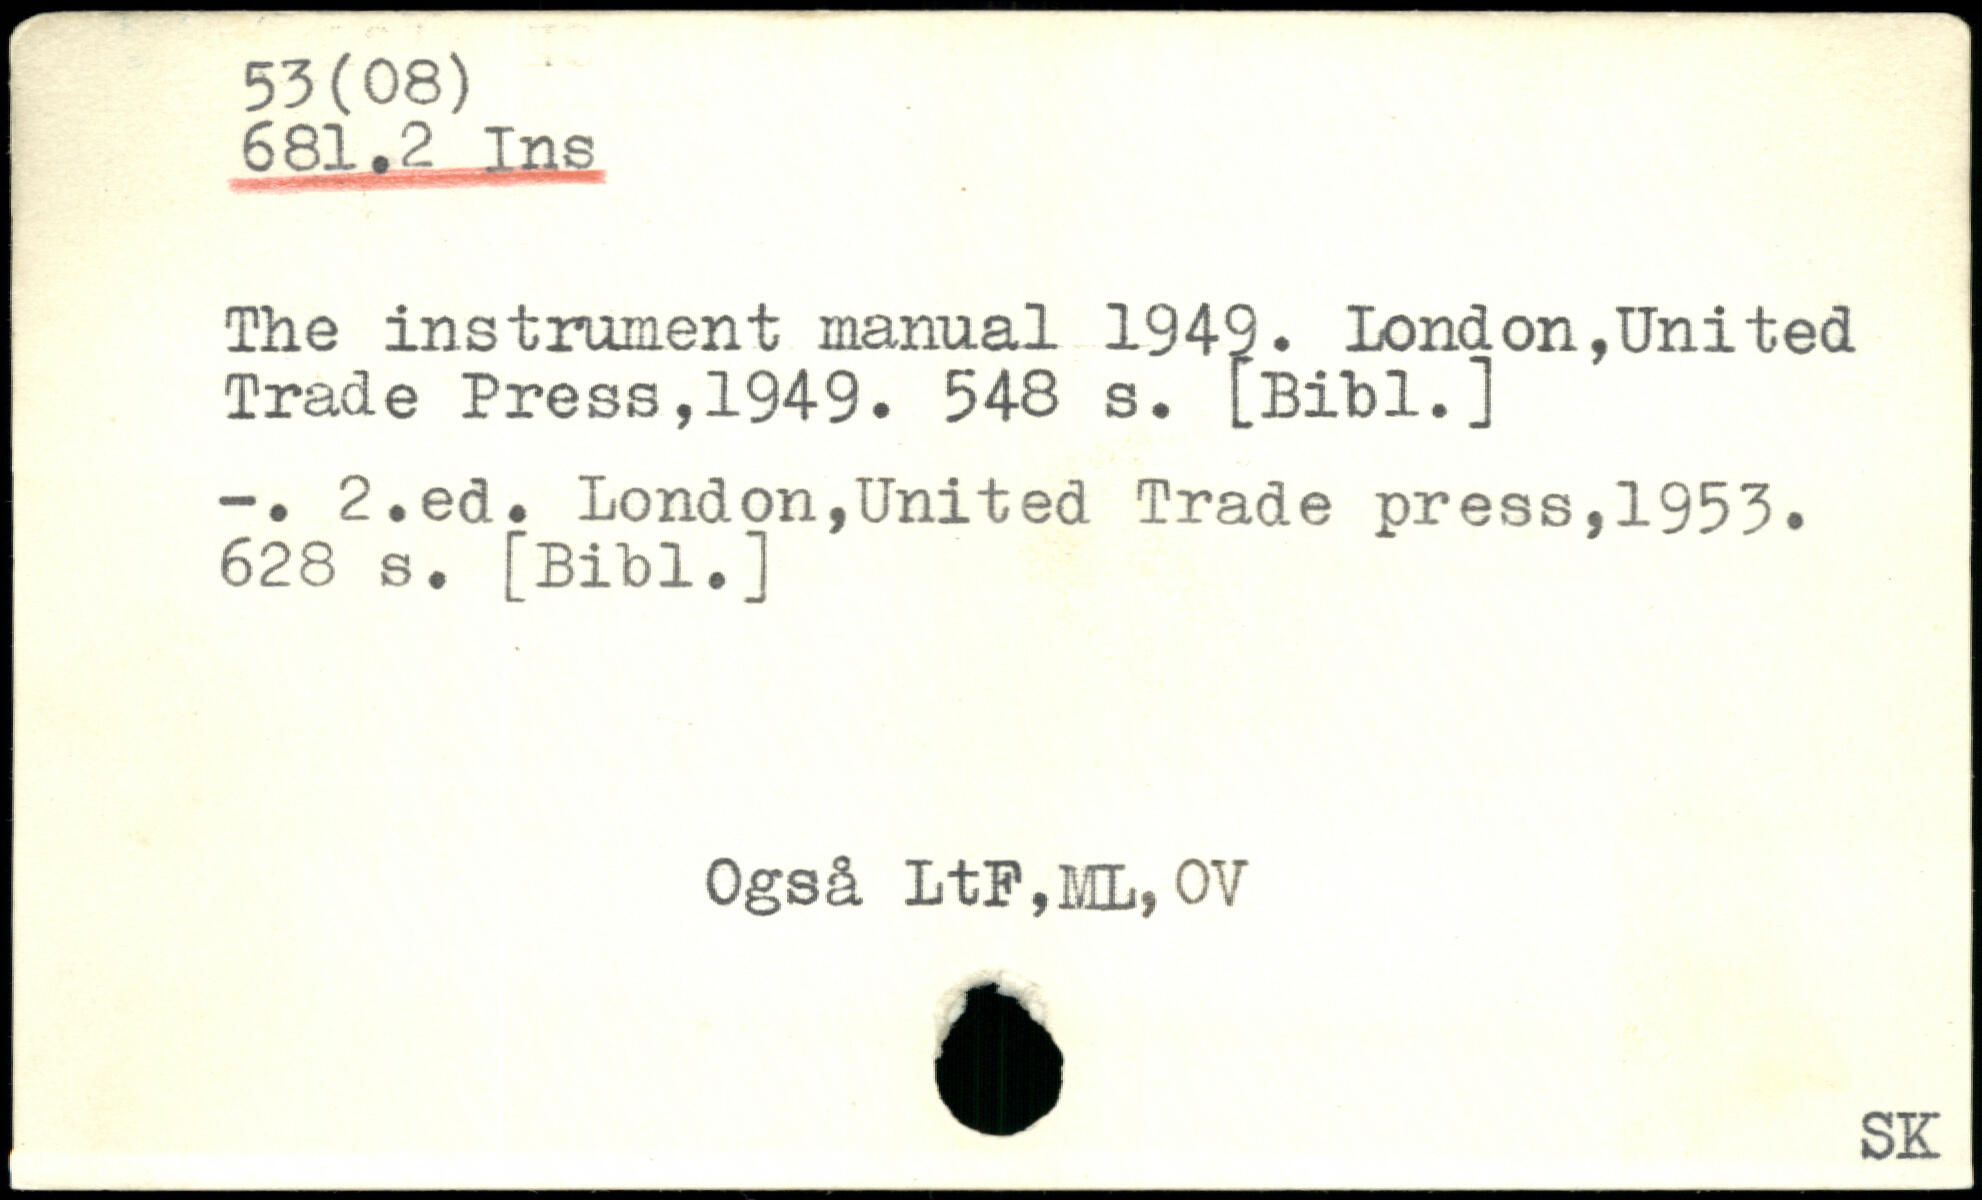 53(08)
681.2 Ins
The instrument manual 1949. London,United
Trade Press,1949. 548 s. [Bibl.]
-. 2.ed. London,United Trade press,1953.
628 s. [Bibl.]
Også LtF,ML,OV
SK